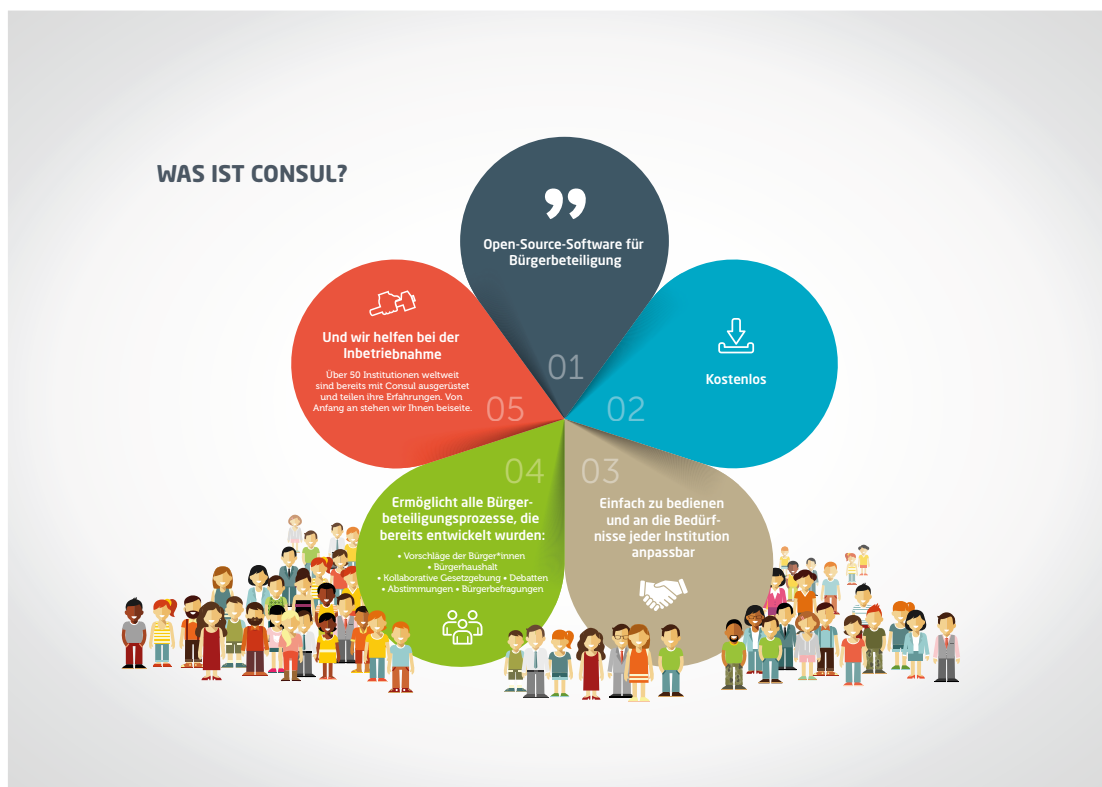 WAS IST CONSUL?
Open-Source-Software für
Bürgerbeteiligung
01
Kostenlos
02
Einfach zu bedienen
und an die Bedürf-
nisse jeder Institution
anpassbar
03
04
Ermöglicht alle Bürger-
beteiligungsprozesse, die
bereits entwickelt wurden:
• Vorschläge der Bürger*innen
• Bürgerhaushalt
• Kollaborative Gesetzgebung • Debatten
• Abstimmungen • Bürgerbefragungen
Und wir helfen bei der
Inbetriebnahme
Über 50 Institutionen weltweit
sind bereits mit Consul ausgerüstet
und teilen ihre Erfahrungen. Von
Anfang an stehen wir Ihnen beiseite.
05